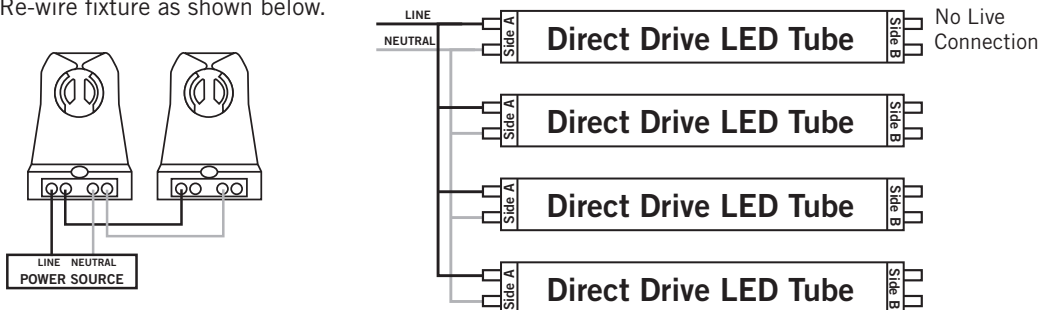 Re-wire fixture as shown below.
LINE NEUTRAL
POWER SOURCE
LINE
NEUTRAL
Side A
Direct Drive LED Tube
Side B
No Live
Connection
Side A
Direct Drive LED Tube
Side B
Side A
Direct Drive LED Tube
Side B
Side A
Direct Drive LED Tube
Side B